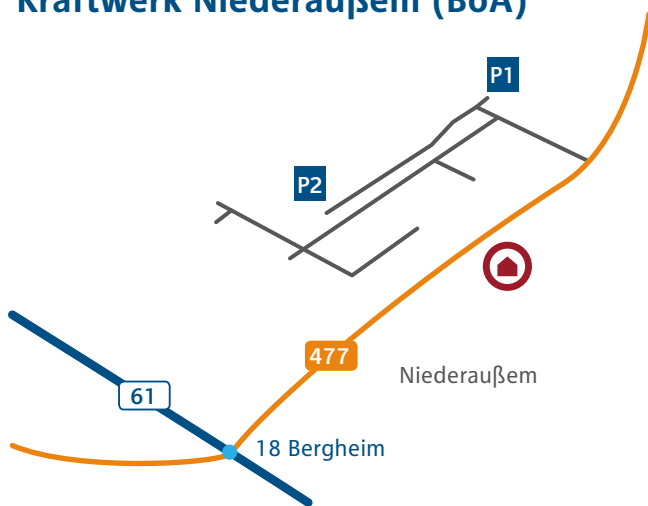 Kraftwerk Niederaußem (BoA)
P1
P2
477
Niederaußem
61
18 Bergheim